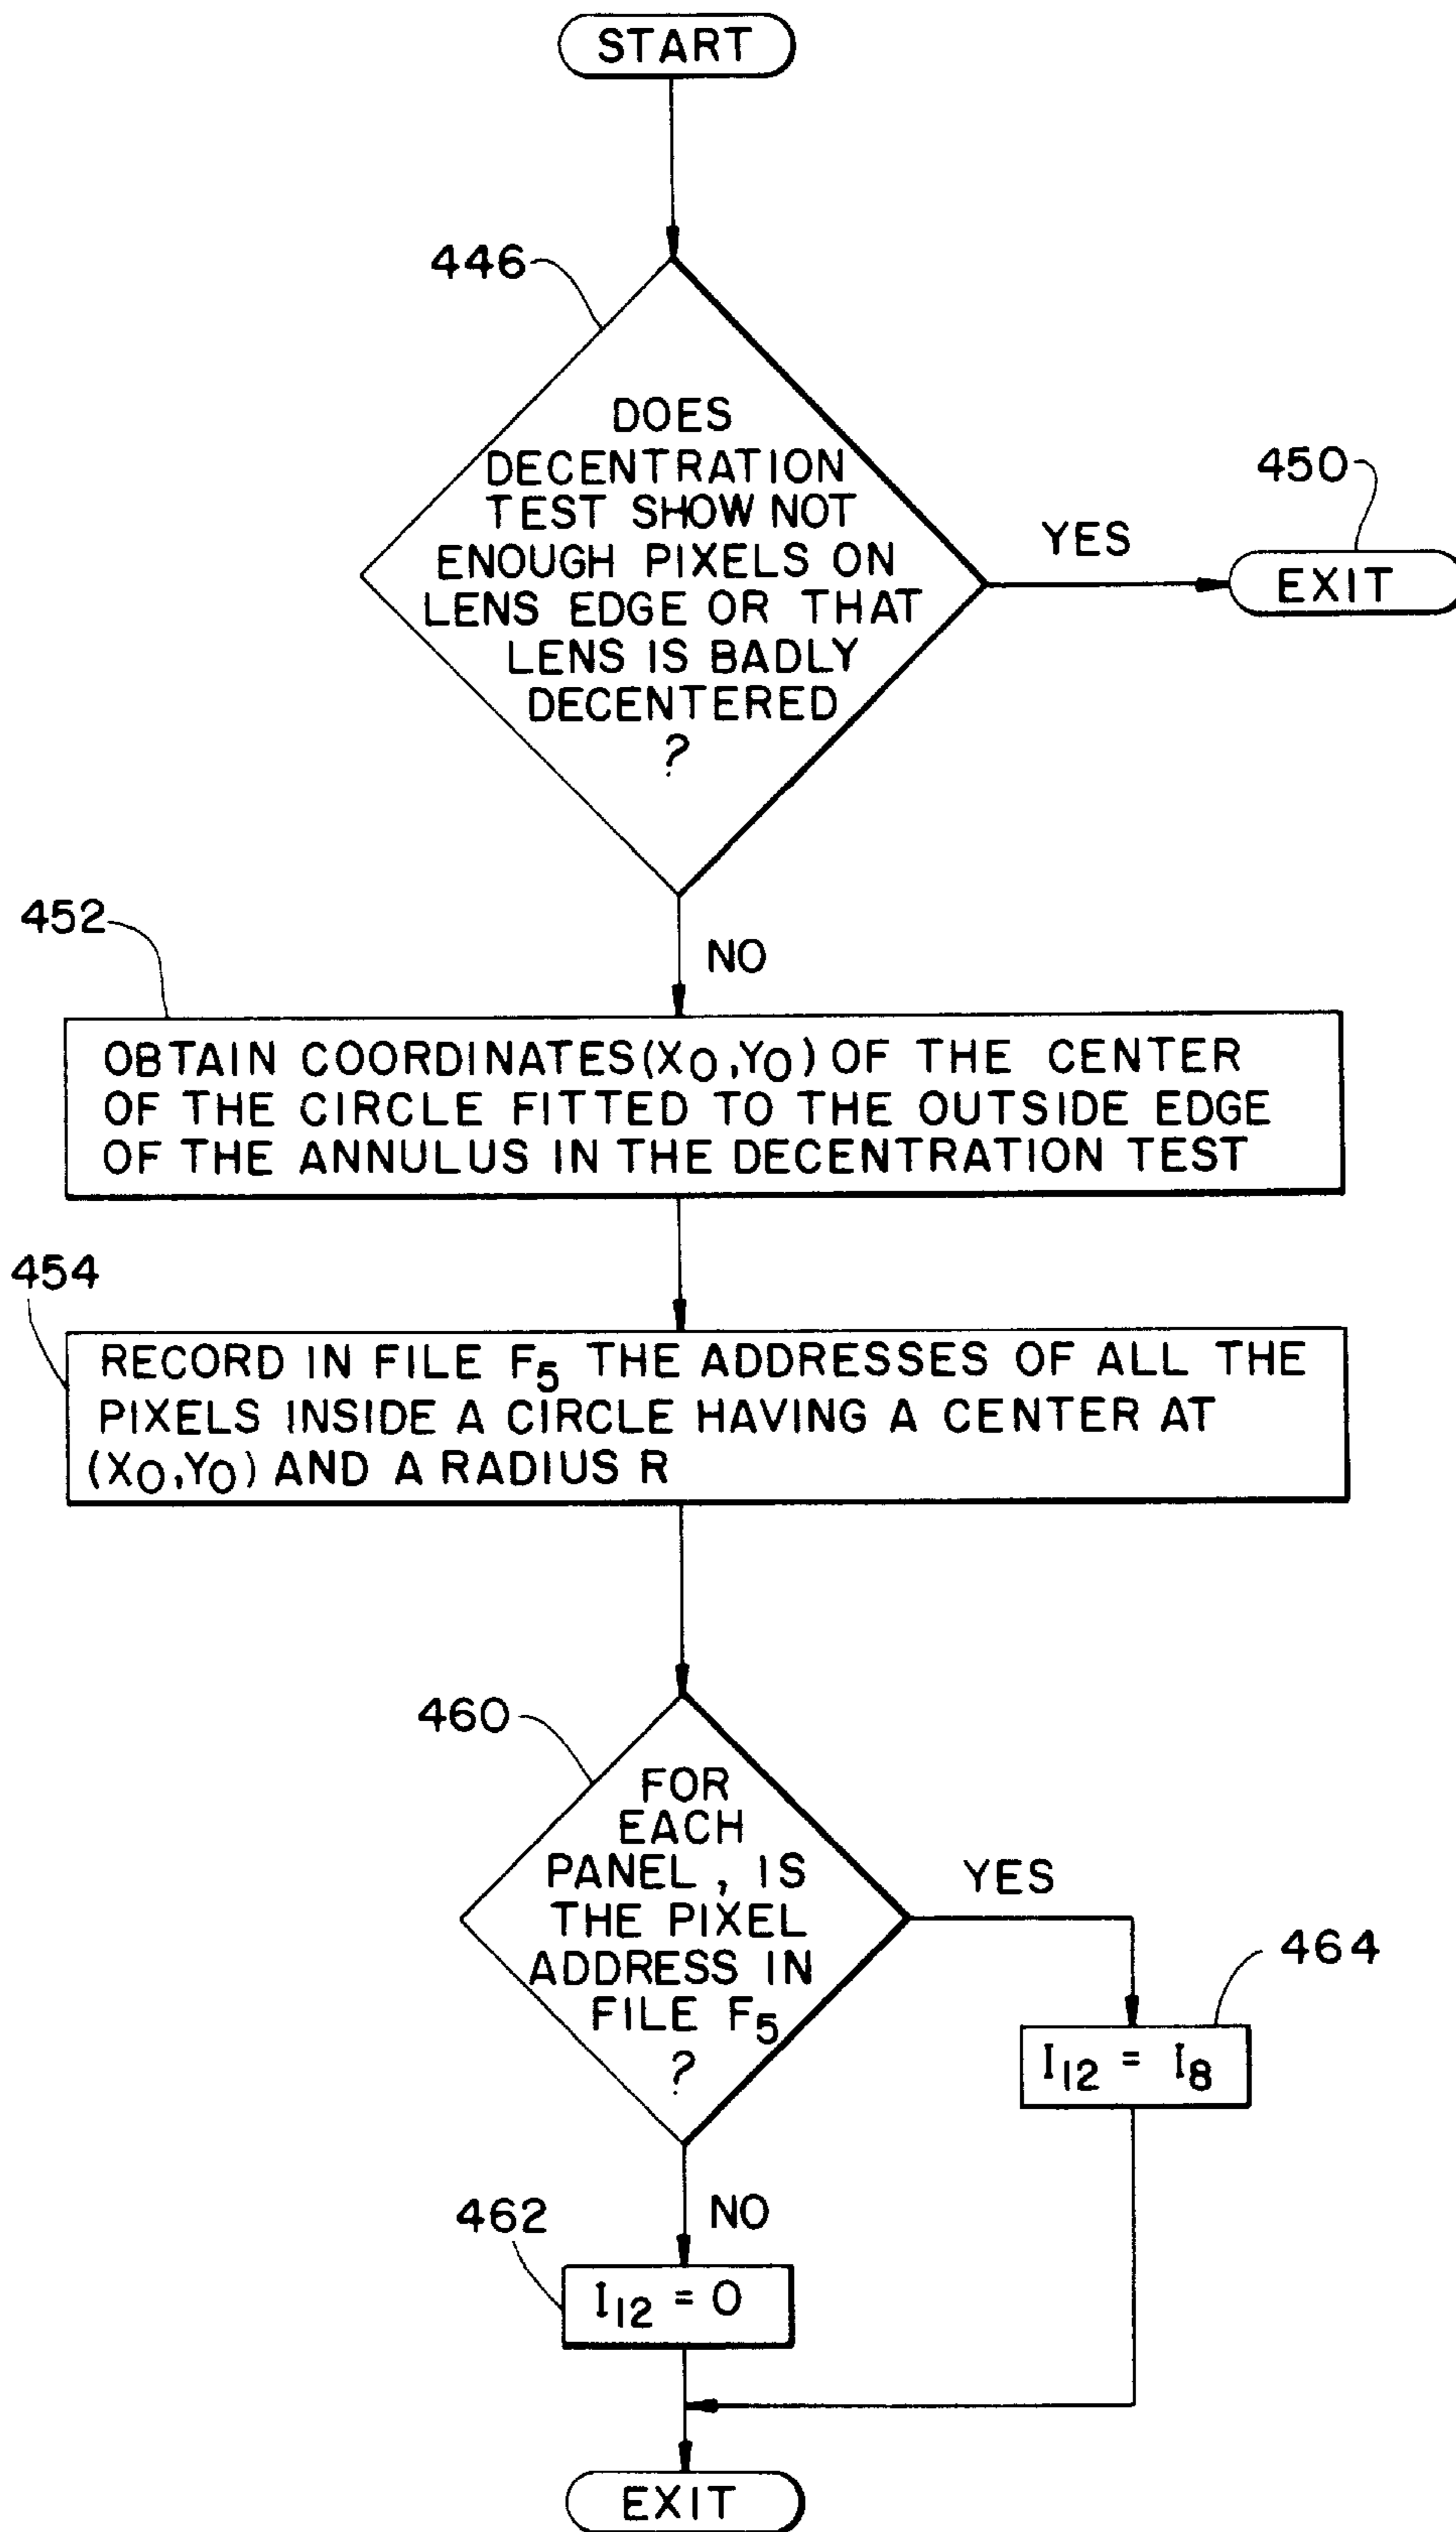 START
446
DOES
DECENTRATION
TEST SHOW NOT
ENOUGH PIXELS ON
LENS EDGE OR THAT
LENS IS BADLY
DECENTERED
?
YES
450
EXIT
NO
452
OBTAIN COORDINATES (X0,Y0) OF THE CENTER
OF THE CIRCLE FITTED TO THE OUTSIDE EDGE
OF THE ANNULUS IN THE DECENTRATION TEST
454
RECORD IN FILE F5 THE ADDRESSES OF ALL THE
PIXELS INSIDE A CIRCLE HAVING A CENTER AT
(X0,Y0) AND A RADIUS R
460
FOR
EACH
PANEL, IS
THE PIXEL
ADDRESS IN
FILE F5
?
YES
464
I12 = I8
NO
462
I12 = 0
EXIT